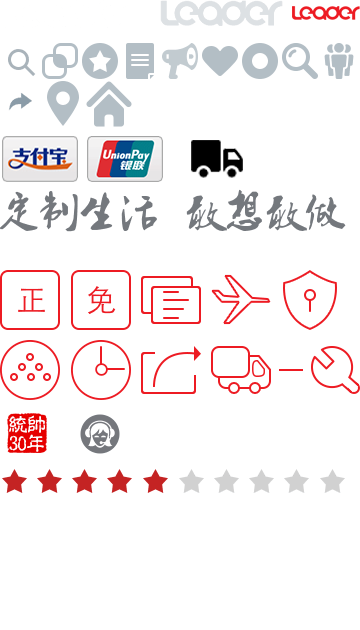 Leader Leader
支付宝 UnionPay 银联
定制生活 敢想敢做
正 免
統帥
30年